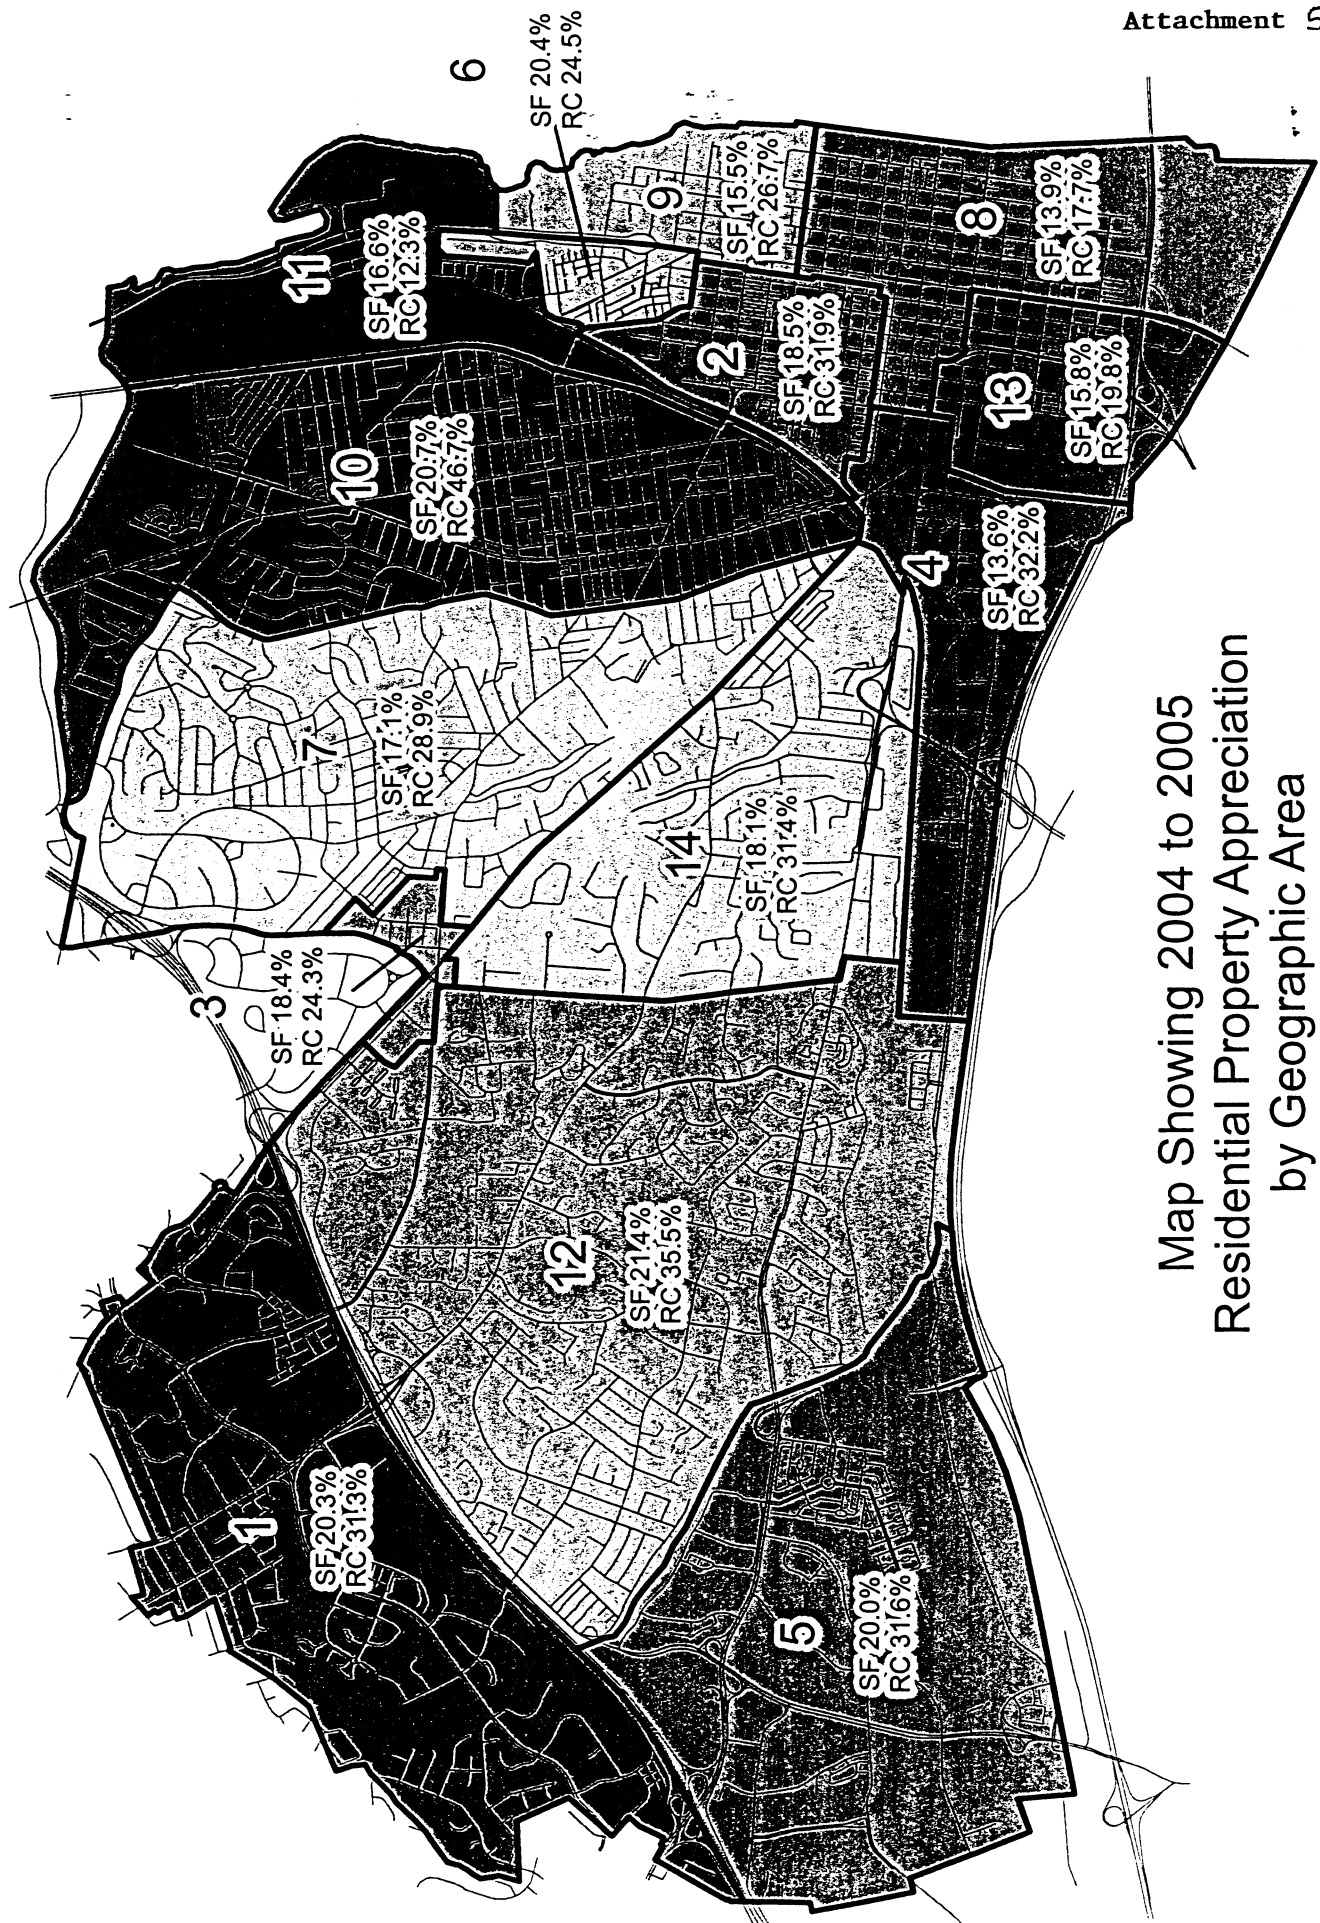 Attachment 5
Map Showing 2004 to 2005
Residential Property Appreciation
by Geographic Area
1
SF 20.3%
RC 31.3%
3
SF 18.4%
RC 24.3%
7
SF 17.1%
RC 28.9%
10
SF 20.7%
RC 46.7%
11
SF 16.6%
RC 12.3%
6
SF 20.4%
RC 24.5%
12
SF 21.4%
RC 35.5%
14
SF 18.1%
RC 31.4%
2
SF 18.5%
RC 31.9%
9
SF 15.5%
RC 26.7%
5
SF 20.0%
RC 31.6%
4
SF 13.6%
RC 32.2%
13
SF 15.8%
RC 19.8%
8
SF 13.9%
RC 17.7%